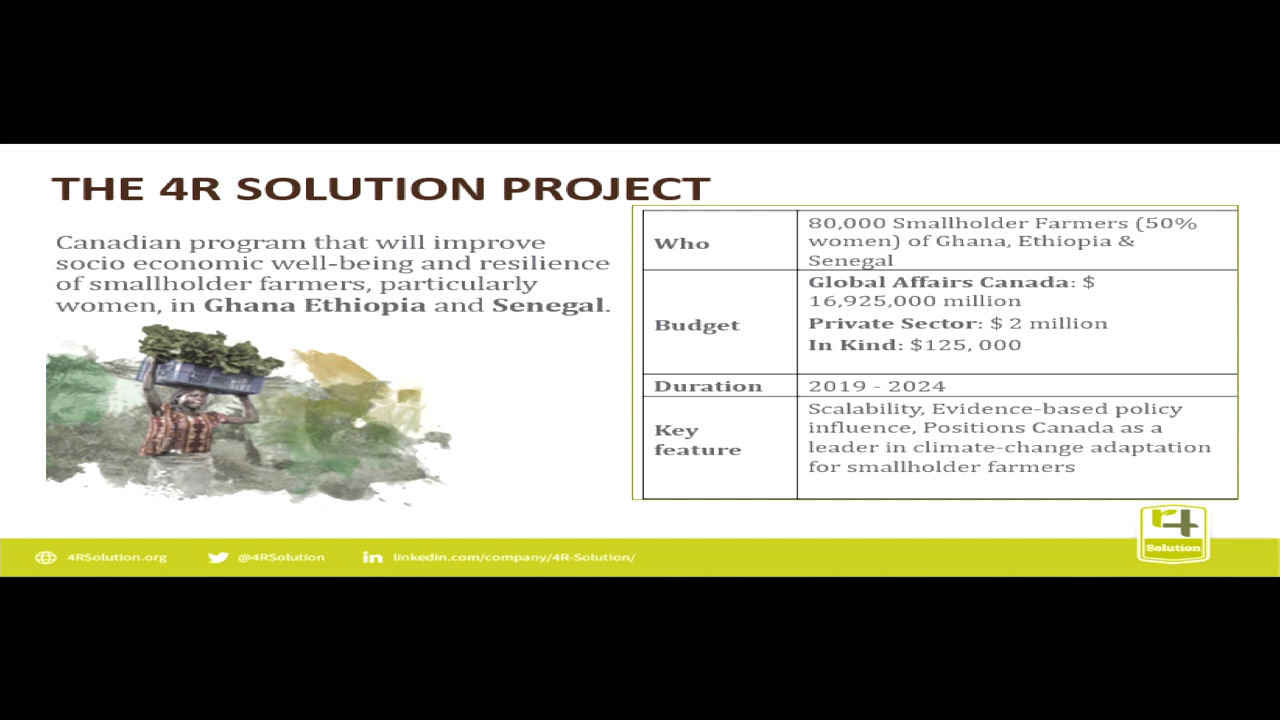 THE 4R SOLUTION PROJECT
Canadian program that will improve
socio economic well-being and resilience
of smallholder farmers, particularly
women, in Ghana Ethiopia and Senegal.
Who
80,000 Smallholder Farmers (50%
women) of Ghana, Ethiopia &
Senegal
Budget
Global Affairs Canada: $
16,925,000 million
Private Sector: $ 2 million
In Kind: $125, 000
Duration
2019 - 2024
Key
feature
Scalability, Evidence-based policy
influence, Positions Canada as a
leader in climate-change adaptation
for smallholder farmers
4RSolution.org
@4RSolution
linkedin.com/company/4R-Solution/
r4
Solution